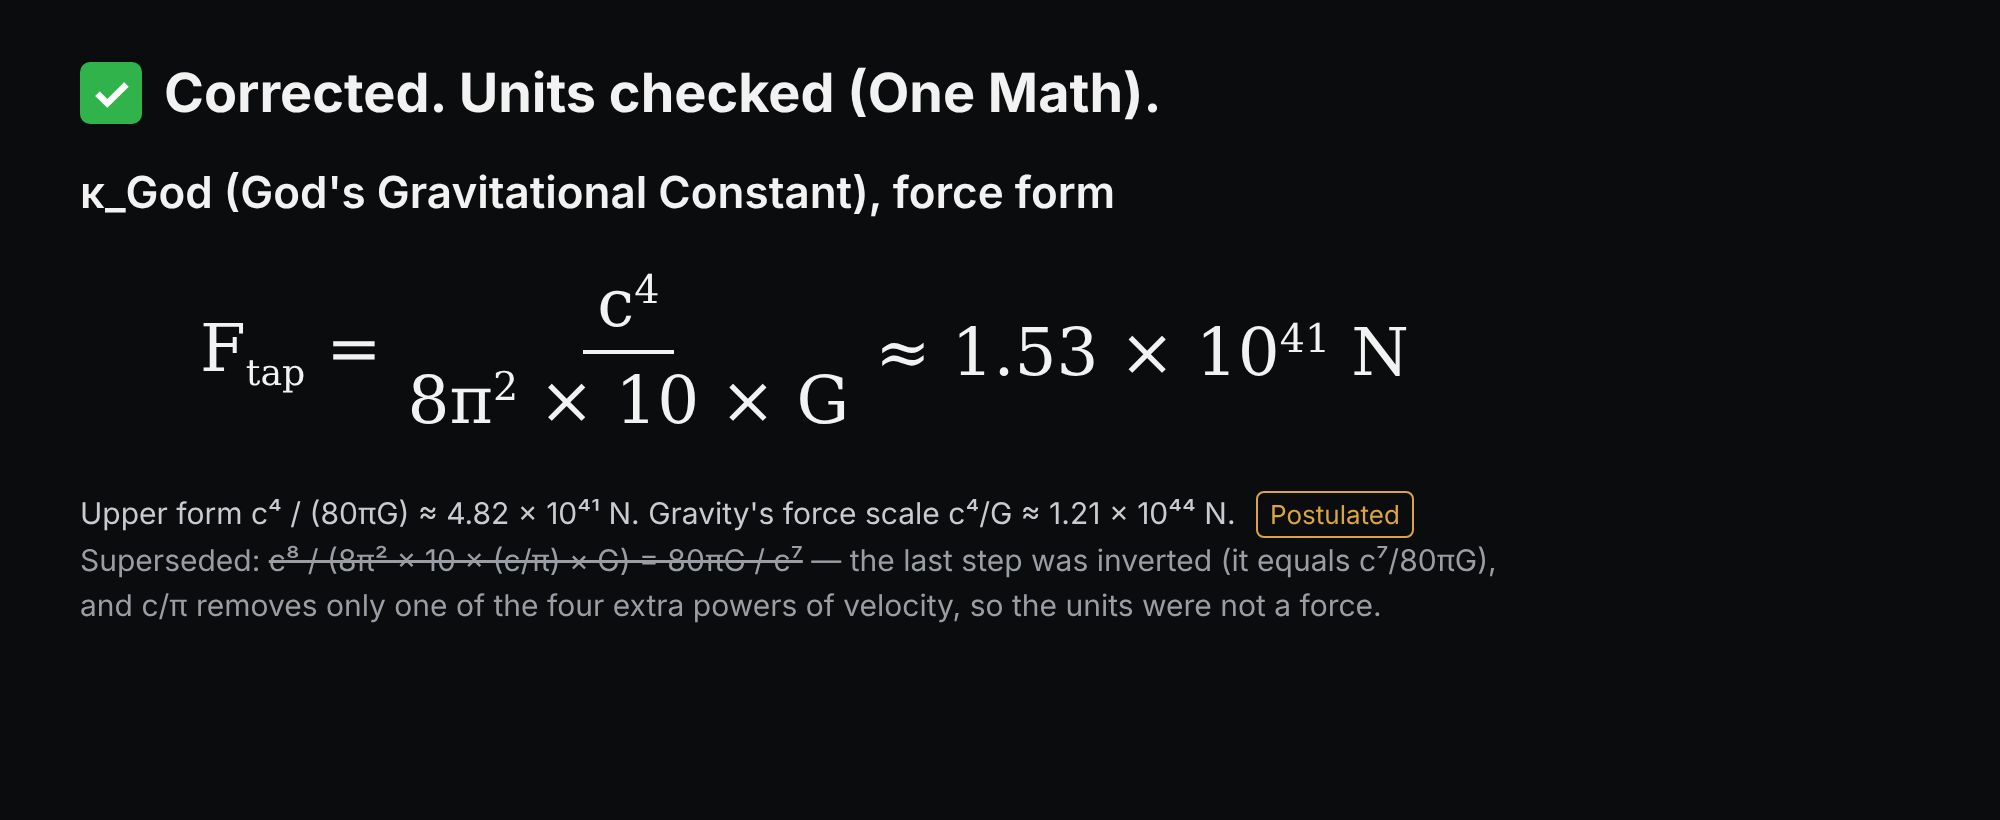 ✅ Corrected. Units checked (One Math).
κ_God (God's Gravitational Constant), force form
F_tap = c⁴ / (8π² × 10 × G) ≈ 1.53 × 10⁴¹ N
Upper form c⁴ / (80πG) ≈ 4.82 × 10⁴¹ N. Gravity's force scale c⁴/G ≈ 1.21 × 10⁴⁴ N. Postulated
Superseded: c⁸ / (8π² × 10 × (c/π) × G) = 80πG / c⁷ — the last step was inverted (it equals c⁷/80πG),
and c/π removes only one of the four extra powers of velocity, so the units were not a force.